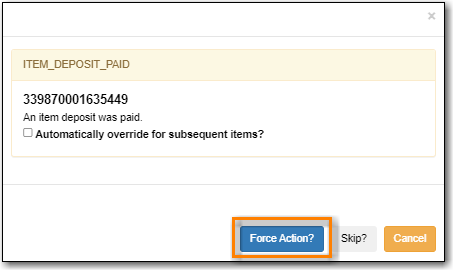 ×
ITEM_DEPOSIT_PAID
339870001635449
An item deposit was paid.
Automatically override for subsequent items?
Force Action? Skip? Cancel